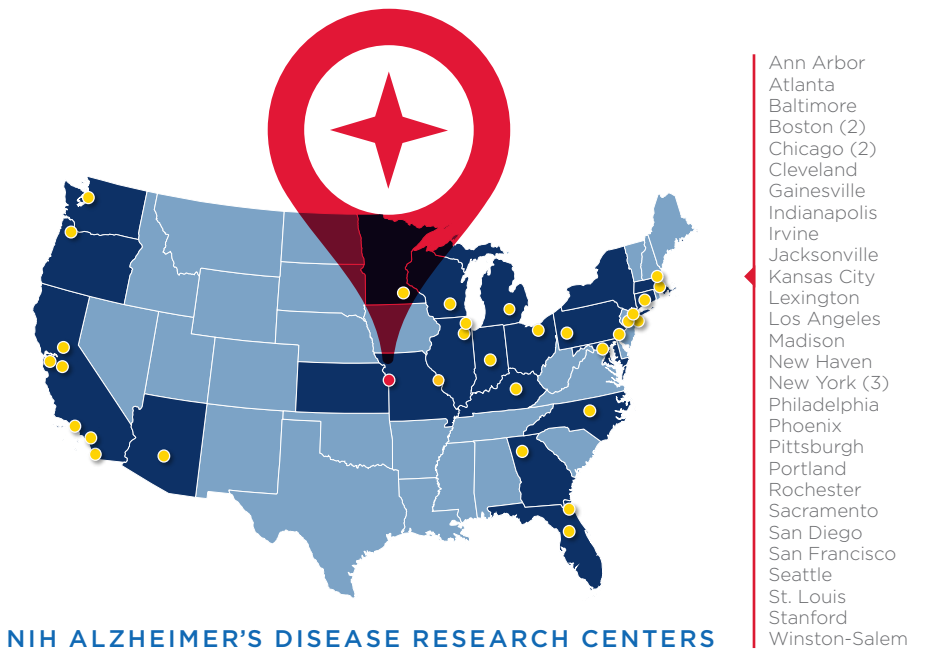 Ann Arbor
Atlanta
Baltimore
Boston (2)
Chicago (2)
Cleveland
Gainesville
Indianapolis
Irvine
Jacksonville
Kansas City
Lexington
Los Angeles
Madison
New Haven
New York (3)
Philadelphia
Phoenix
Pittsburgh
Portland
Rochester
Sacramento
San Diego
San Francisco
Seattle
St. Louis
Stanford
Winston-Salem
NIH ALZHEIMER’S DISEASE RESEARCH CENTERS